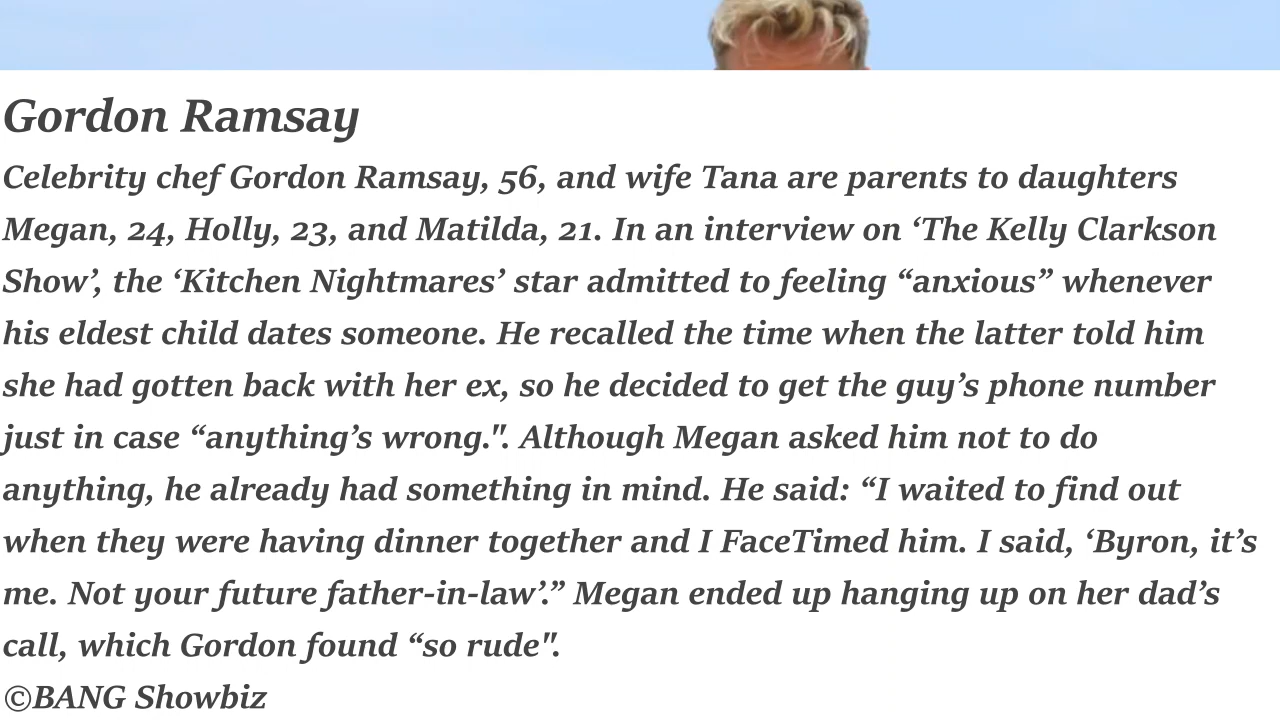 Gordon Ramsay
Celebrity chef Gordon Ramsay, 56, and wife Tana are parents to daughters
Megan, 24, Holly, 23, and Matilda, 21. In an interview on ‘The Kelly Clarkson
Show’, the ‘Kitchen Nightmares’ star admitted to feeling “anxious” whenever
his eldest child dates someone. He recalled the time when the latter told him
she had gotten back with her ex, so he decided to get the guy’s phone number
just in case “anything’s wrong.". Although Megan asked him not to do
anything, he already had something in mind. He said: “I waited to find out
when they were having dinner together and I FaceTimed him. I said, ‘Byron, it’s
me. Not your future father-in-law’.” Megan ended up hanging up on her dad’s
call, which Gordon found “so rude".
©BANG Showbiz